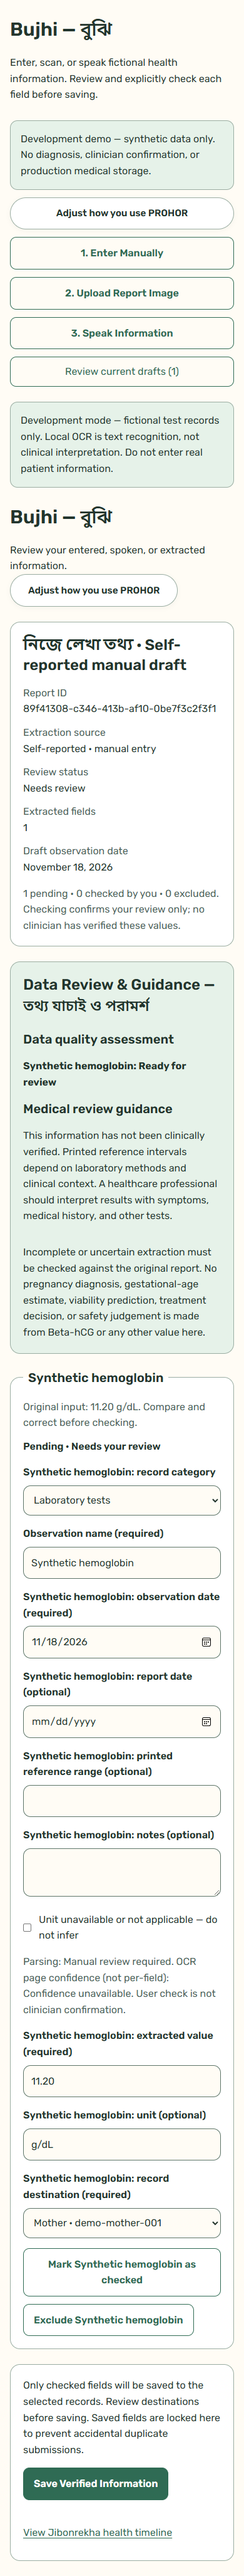 Bujhi — বুঝি
Enter, scan, or speak fictional health
information. Review and explicitly check each
field before saving.
Development demo — synthetic data only.
No diagnosis, clinician confirmation, or
production medical storage.
Adjust how you use PROHOR
1. Enter Manually
2. Upload Report Image
3. Speak Information
Review current drafts (1)
Development mode — fictional test records
only. Local OCR is text recognition, not
clinical interpretation. Do not enter real
patient information.
Bujhi — বুঝি
Review your entered, spoken, or extracted
information.
Adjust how you use PROHOR
নিজে লেখা তথ্য • Self-
reported manual draft
Report ID
89f41308-c346-413b-af10-0be7f3c2f3f1
Extraction source
Self-reported • manual entry
Review status
Needs review
Extracted fields
1
Draft observation date
November 18, 2026
1 pending • 0 checked by you • 0 excluded.
Checking confirms your review only; no
clinician has verified these values.
Data Review & Guidance —
তথ্য যাচাই ও পরামর্শ
Data quality assessment
Synthetic hemoglobin: Ready for
review
Medical review guidance
This information has not been clinically
verified. Printed reference intervals
depend on laboratory methods and
clinical context. A healthcare professional
should interpret results with symptoms,
medical history, and other tests.
Incomplete or uncertain extraction must
be checked against the original report. No
pregnancy diagnosis, gestational-age
estimate, viability prediction, treatment
decision, or safety judgement is made
from Beta-hCG or any other value here.
Synthetic hemoglobin
Original input: 11.20 g/dL. Compare and
correct before checking.
Pending • Needs your review
Synthetic hemoglobin: record category
Laboratory tests
Observation name (required)
Synthetic hemoglobin
Synthetic hemoglobin: observation date
(required)
11/18/2026
Synthetic hemoglobin: report date
(optional)
mm/dd/yyyy
Synthetic hemoglobin: printed
reference range (optional)
Synthetic hemoglobin: notes (optional)
Unit unavailable or not applicable — do
not infer
Parsing: Manual review required. OCR
page confidence (not per-field):
Confidence unavailable. User check is not
clinician confirmation.
Synthetic hemoglobin: extracted value
(required)
11.20
Synthetic hemoglobin: unit (optional)
g/dL
Synthetic hemoglobin: record
destination (required)
Mother • demo-mother-001
Mark Synthetic hemoglobin as
checked
Exclude Synthetic hemoglobin
Only checked fields will be saved to the
selected records. Review destinations
before saving. Saved fields are locked here
to prevent accidental duplicate
submissions.
Save Verified Information
View Jibonrekha health timeline